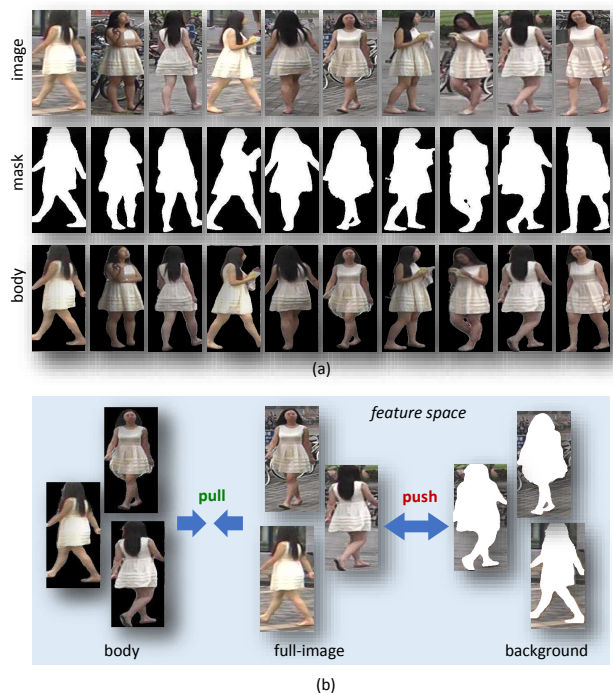 image
mask
body
(a)
feature space
pull
push
body
full-image
background
(b)